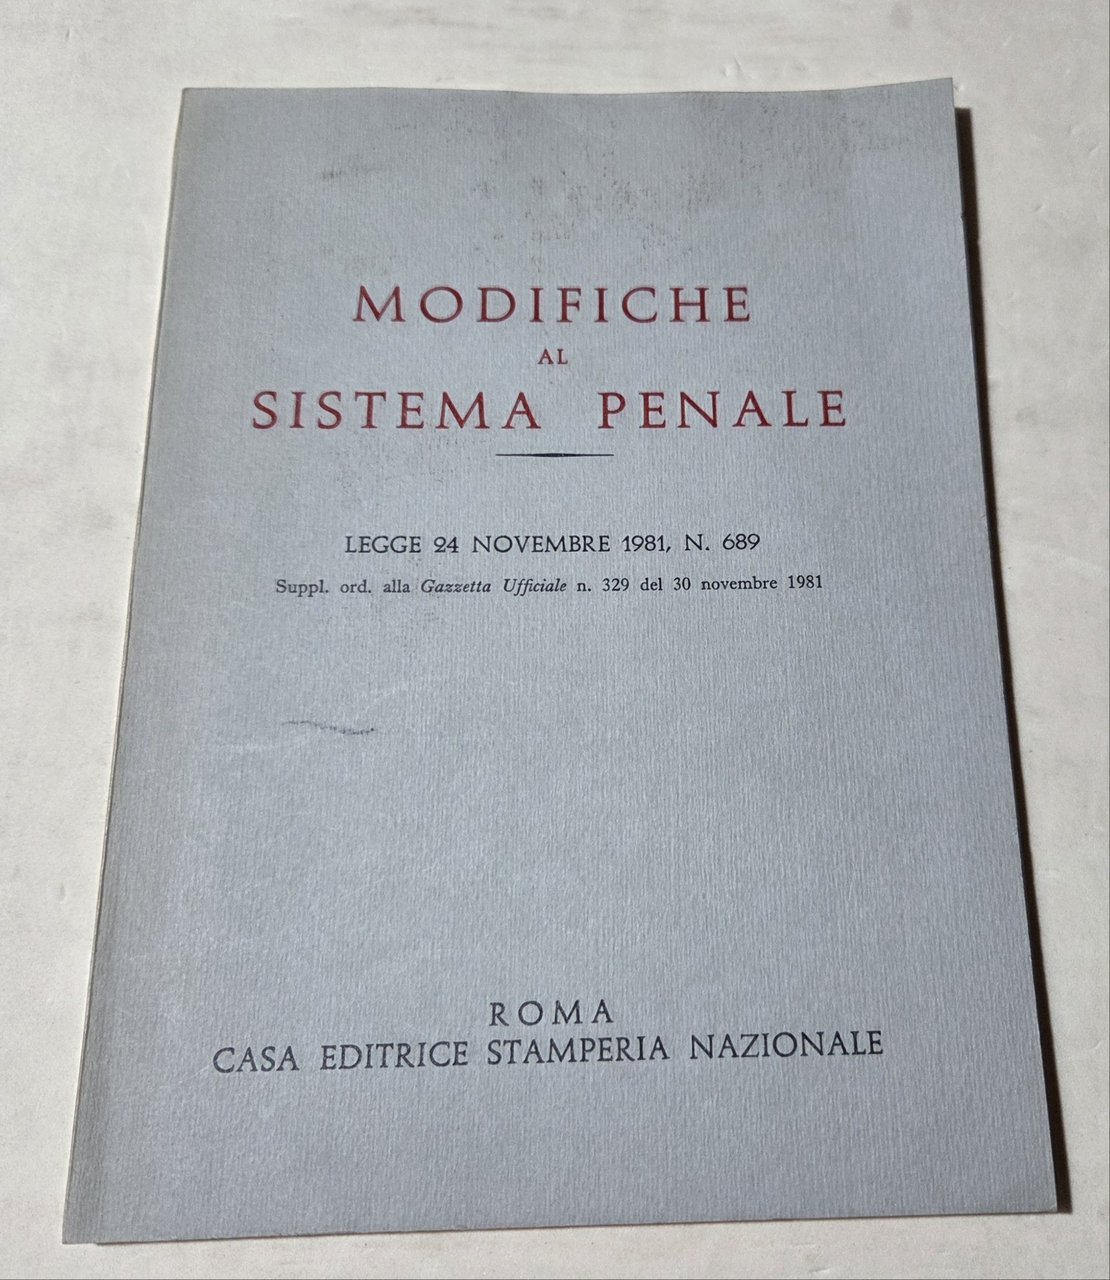 MODIFICHE
AL
SISTEMA PENALE
LEGGE 24 NOVEMBRE 1981, N. 689
Suppl. ord. alla Gazzetta Ufficiale n. 329 del 30 novembre 1981
ROMA
CASA EDITRICE STAMPERIA NAZIONALE